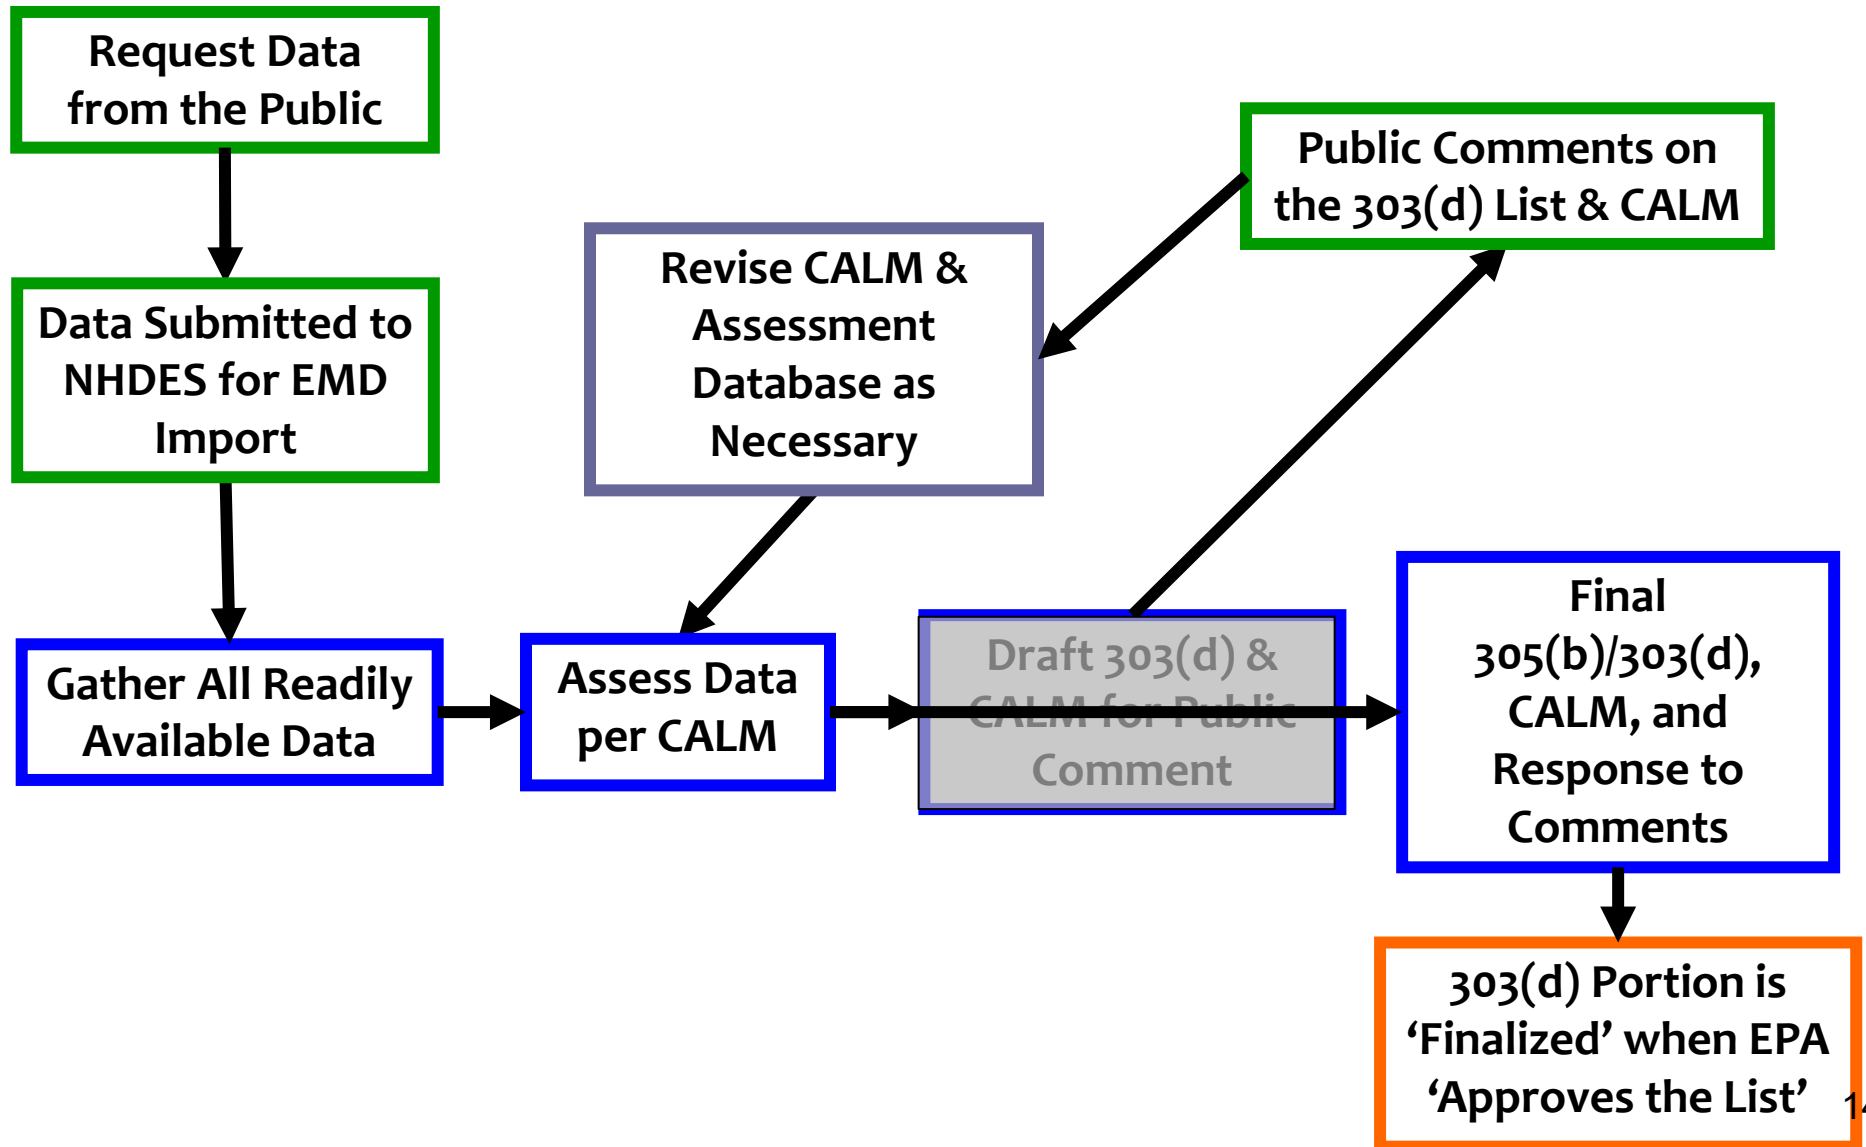 Request Data
from the Public
Data Submitted to
NHDES for EMD
Import
Gather All Readily
Available Data
Assess Data
per CALM
Revise CALM &
Assessment
Database as
Necessary
Public Comments on
the 303(d) List & CALM
Draft 303(d) &
CALM for Public
Comment
Final
305(b)/303(d),
CALM, and
Response to
Comments
303(d) Portion is
‘Finalized’ when EPA
‘Approves the List’
14